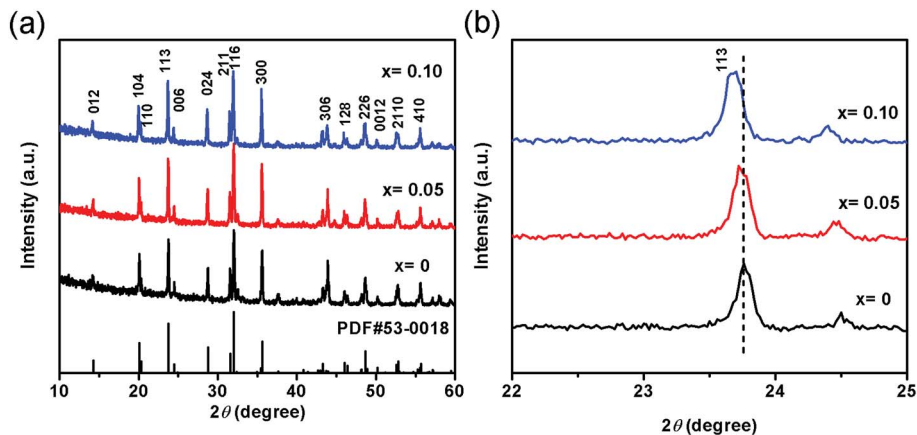 (a)
Intensity (a.u.)
012
104
110
113
006
024
211
116
300
306
128
226
0012
2110
410
x= 0.10
x= 0.05
x= 0
PDF#53-0018
10 20 30 40 50 60
2θ (degree)
(b)
Intensity (a.u.)
113
x= 0.10
x= 0.05
x= 0
22 23 24 25
2θ (degree)